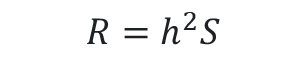 R = h²S